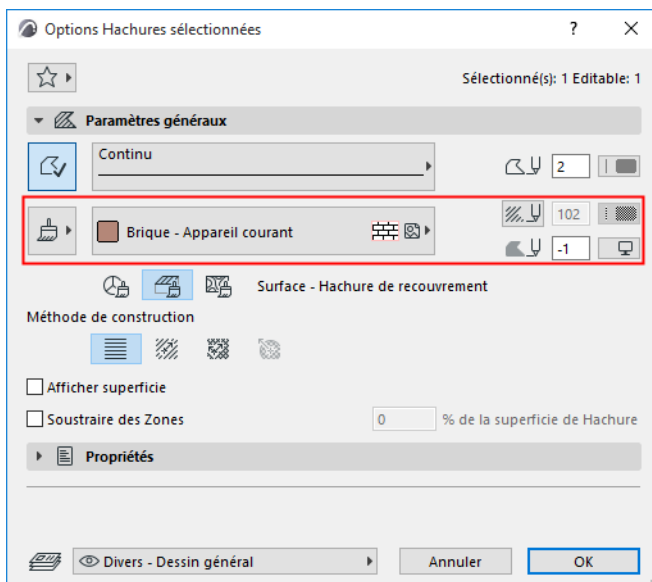 Options Hachures sélectionnées ?
Sélectionné(s): 1 Editable: 1
Paramètres généraux
Continu 2
Brique - Appareil courant 102
-1
Surface - Hachure de recouvrement
Méthode de construction
Afficher superficie
Soustraire des Zones 0 % de la superficie de Hachure
Propriétés
Divers - Dessin général Annuler OK